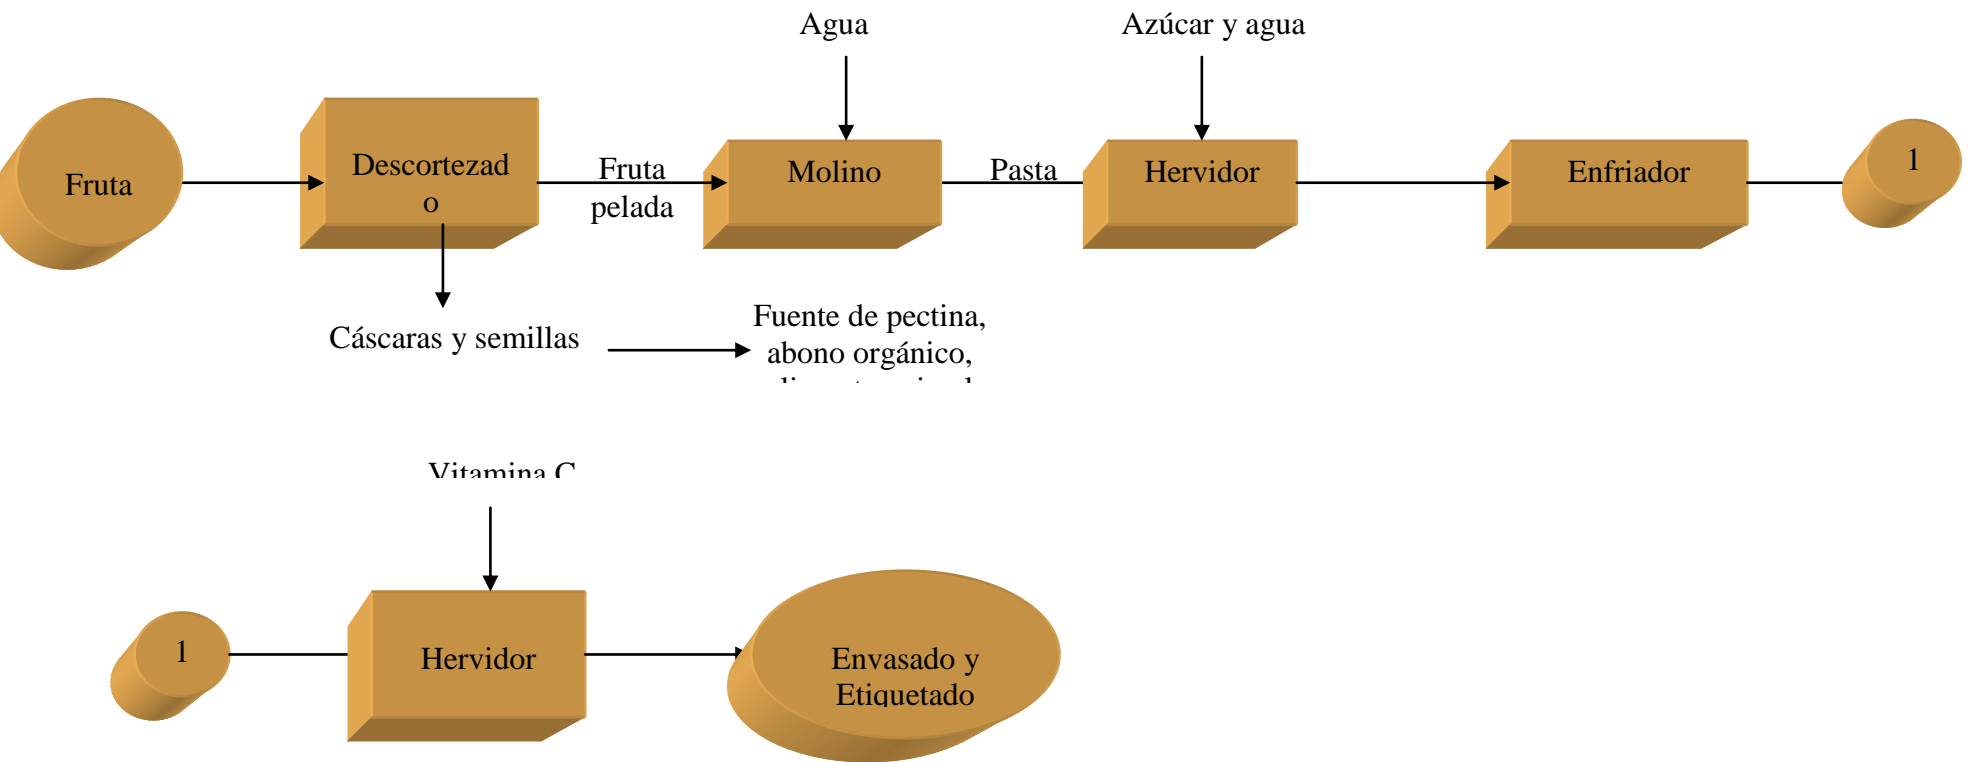 Agua
Azúcar y agua
Fruta
Descortezad
o
Fruta
pelada
Molino
Pasta
Hervidor
Enfriador
1
Cáscaras y semillas
Fuente de pectina,
abono orgánico,
Vitamina C
1
Hervidor
Envasado y
Etiquetado